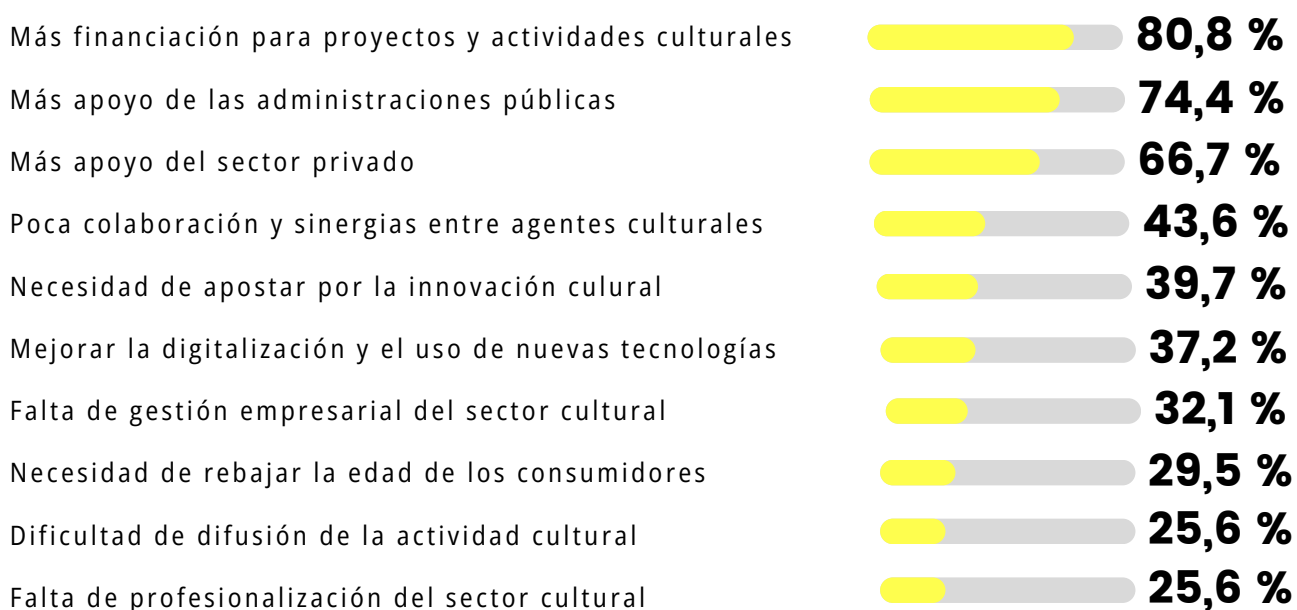 Más financiación para proyectos y actividades culturales 80,8 %
Más apoyo de las administraciones públicas 74,4 %
Más apoyo del sector privado 66,7 %
Poca colaboración y sinergias entre agentes culturales 43,6 %
Necesidad de apostar por la innovación culural 39,7 %
Mejorar la digitalización y el uso de nuevas tecnologías 37,2 %
Falta de gestión empresarial del sector cultural 32,1 %
Necesidad de rebajar la edad de los consumidores 29,5 %
Dificultad de difusión de la actividad cultural 25,6 %
Falta de profesionalización del sector cultural 25,6 %